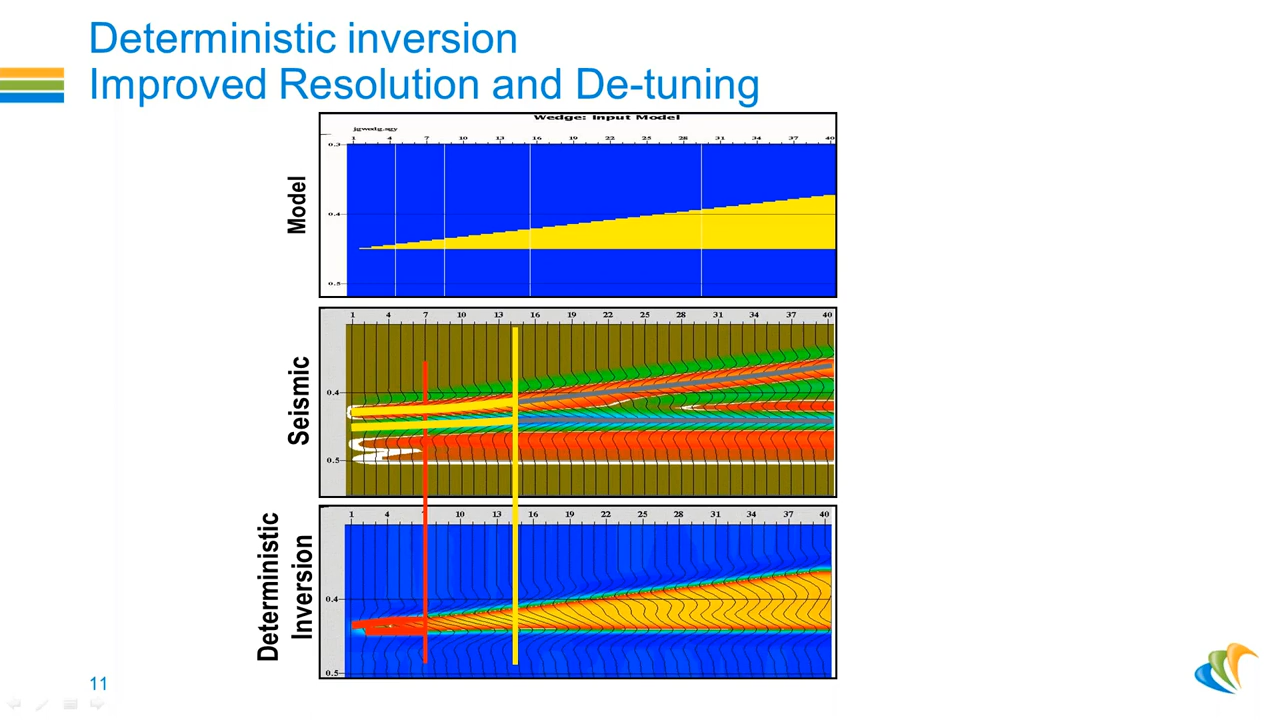 Deterministic inversion
Improved Resolution and De-tuning
Wedge: Input Model
jgwedg.sgy
1 4 7 10 13 16 19 22 25 28 31 34 37 40
0.3
0.4
0.5
Model
1 4 7 10 13 16 19 22 25 28 31 34 37 40
0.4
0.5
Seismic
1 4 10 13 16 19 22 25 28 31 34 37 40
0.4
0.5
Deterministic
Inversion
11